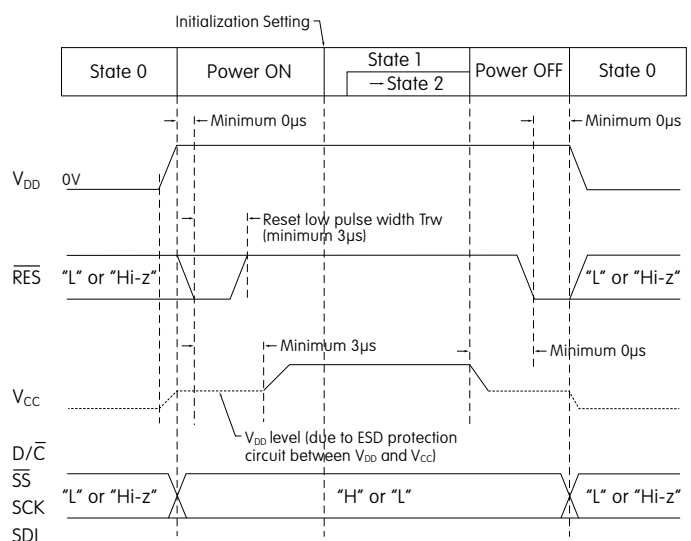 Initialization Setting
State 0
Power ON
State 1
→ State 2
Power OFF
State 0
Minimum 0µs
Minimum 0µs
VDD
0V
Reset low pulse width Trw
(minimum 3µs)
RES
"L" or "Hi-z"
"L" or "Hi-z"
Minimum 3µs
Minimum 0µs
VCC
VDD level (due to ESD protection
circuit between VDD and VCC)
D/C
SS
SCK
SDI
"L" or "Hi-z"
"H" or "L"
"L" or "Hi-z"